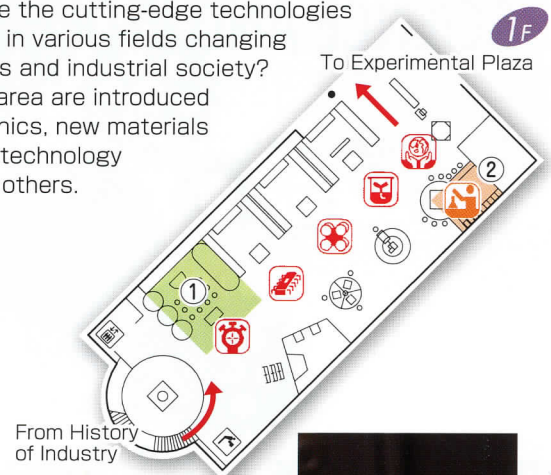 e the cutting-edge technologies
in various fields changing
s and industrial society?
area are introduced
nics, new materials
technology
others.
1F
To Experimental Plaza
2
1
From History
of Industry